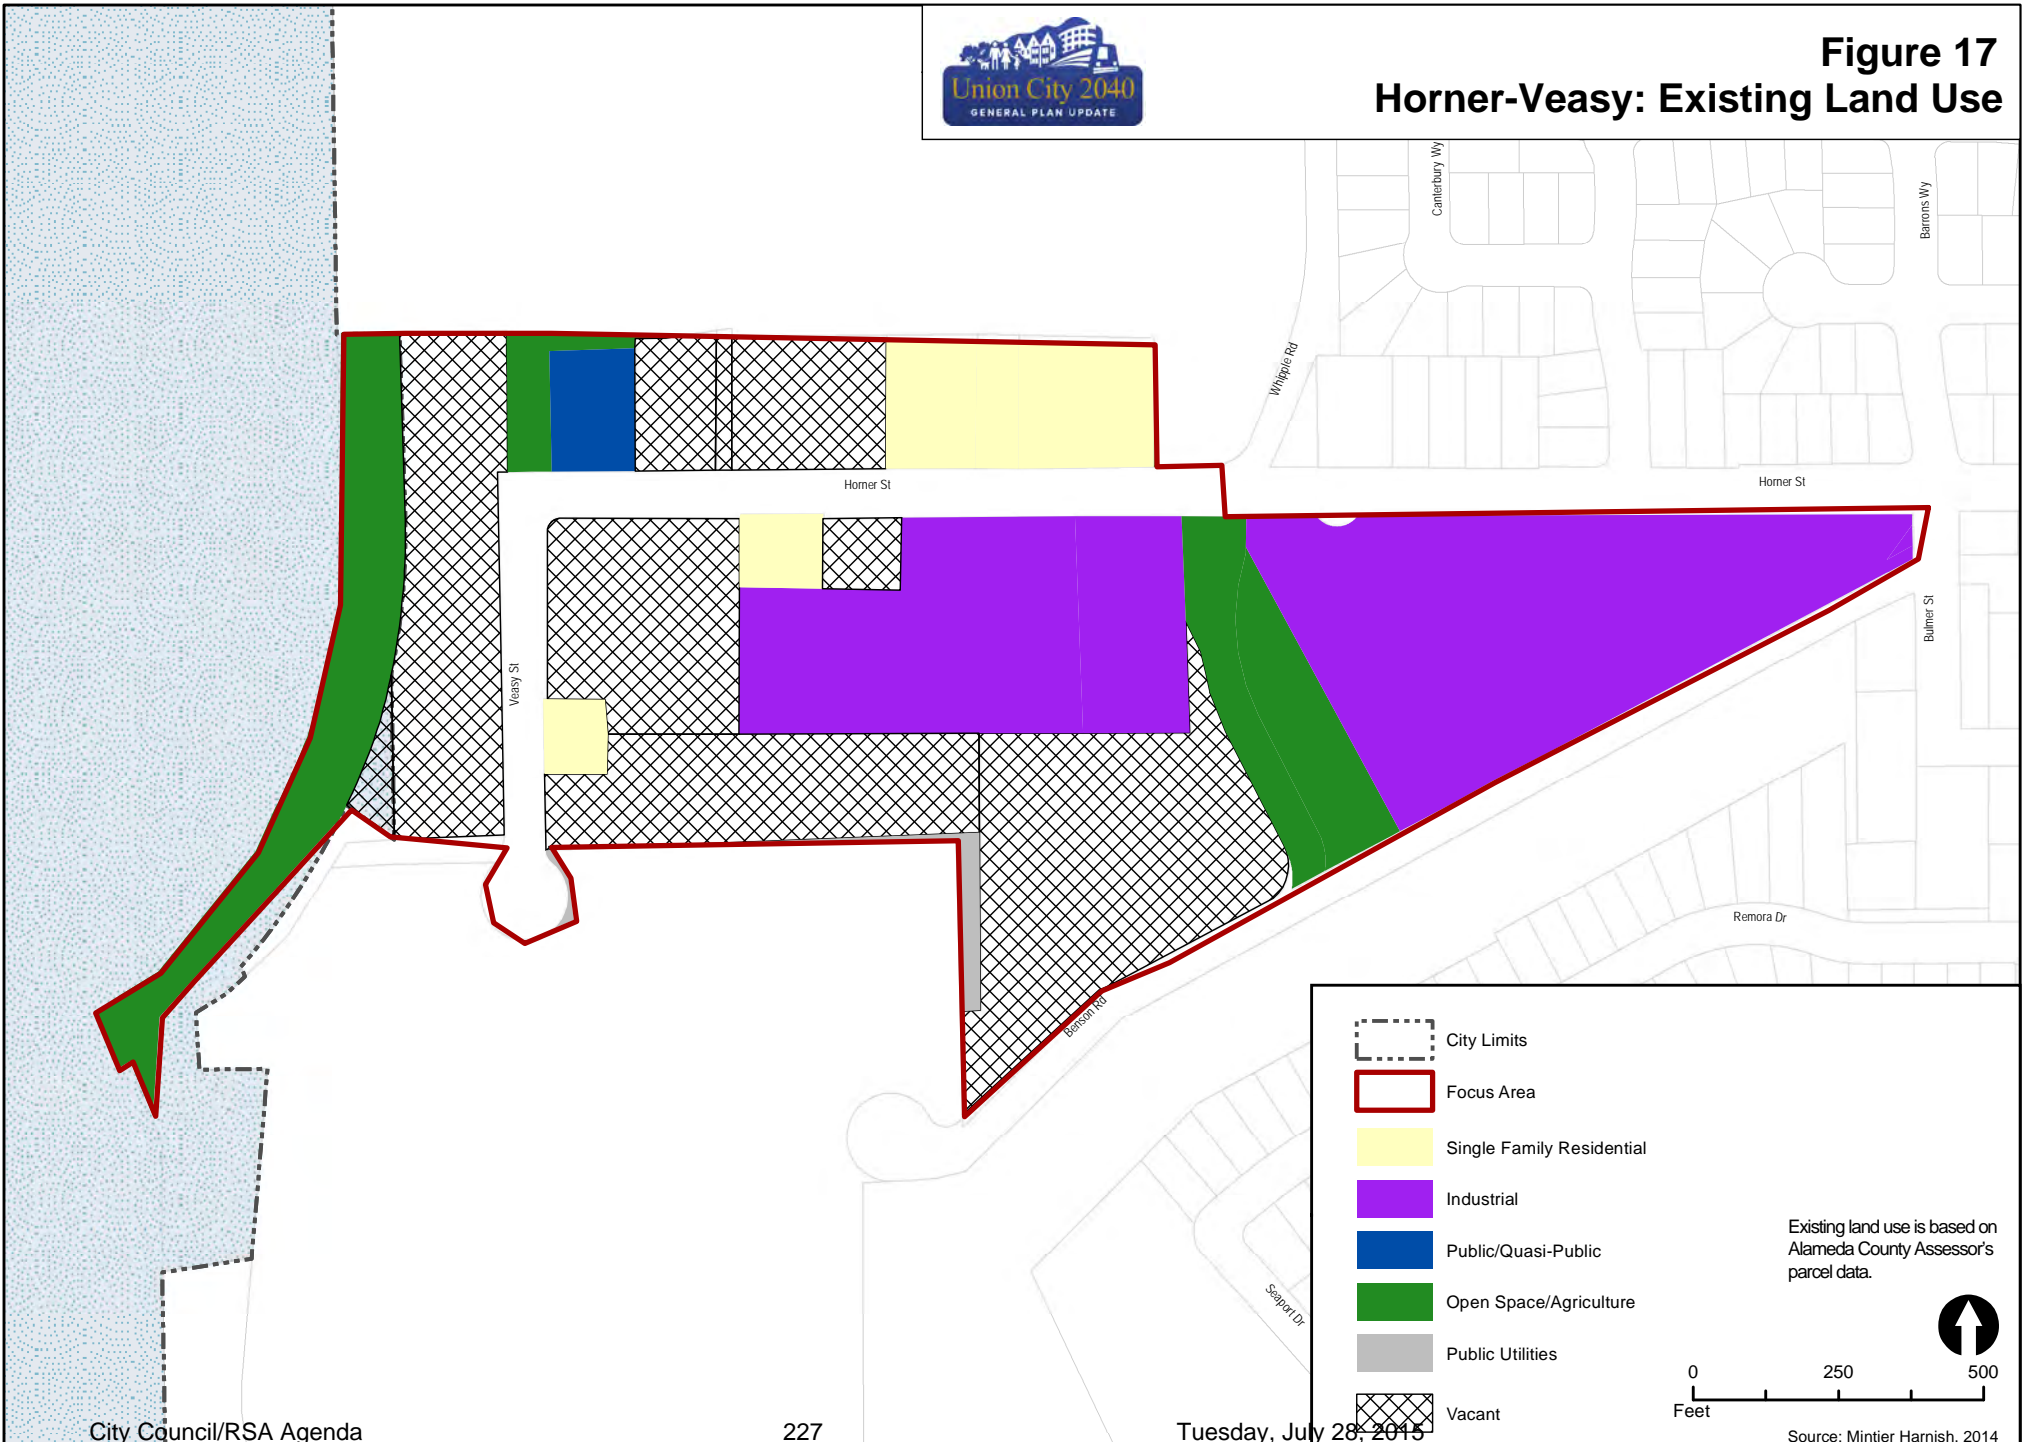 Figure 17
Horner-Veasy: Existing Land Use
Union City 2040
GENERAL PLAN UPDATE
Canterbury Wy
Barrons Wy
Whipple Rd
Horner St
Horner St
Veasy St
Bulmer St
Remora Dr
Benson Rd
Seaport Dr
City Limits
Focus Area
Single Family Residential
Industrial
Public/Quasi-Public
Open Space/Agriculture
Public Utilities
Vacant
Existing land use is based on
Alameda County Assessor's
parcel data.
0 250 500
Feet
Source: Mintier Harnish, 2014
City Council/RSA Agenda
227
Tuesday, July 28, 2015